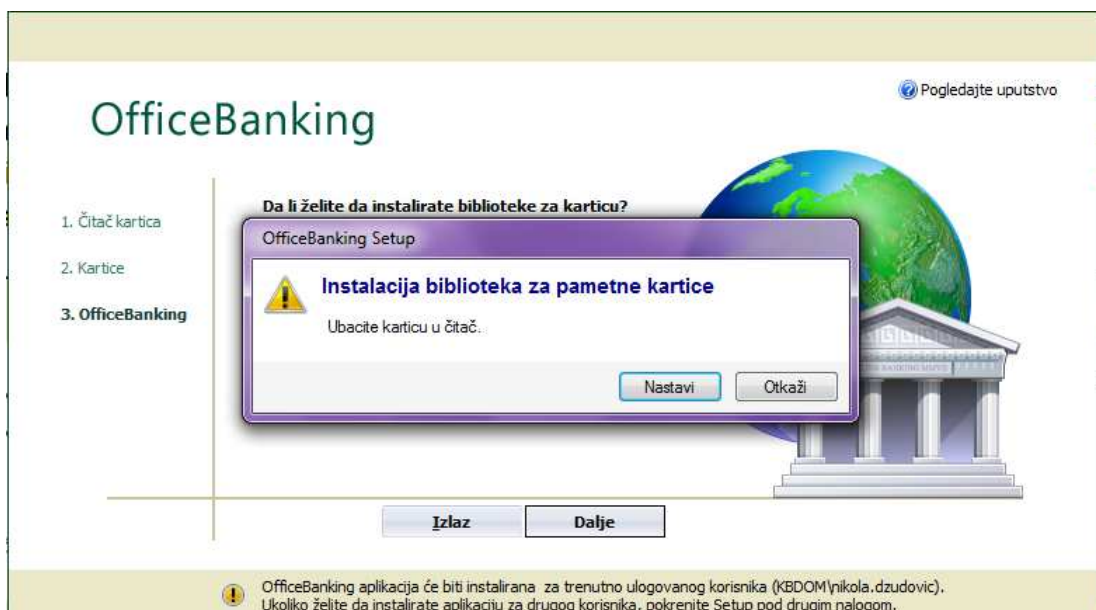 Pogledajte uputstvo
OfficeBanking
Da li želite da instalirate biblioteke za karticu?
1. Čitač kartica
2. Kartice
3. OfficeBanking
OfficeBanking Setup
Instalacija biblioteka za pametne kartice
Ubacite karticu u čitač.
Nastavi
Otkaži
Izlaz
Dalje
OfficeBanking aplikacija će biti instalirana za trenutno ulogovanog korisnika (KBDOM\nikola.dzudovic).
Ukoliko želite da instalirate aplikaciju za drugog korisnika, pokrenite Setup pod drugim nalogom.